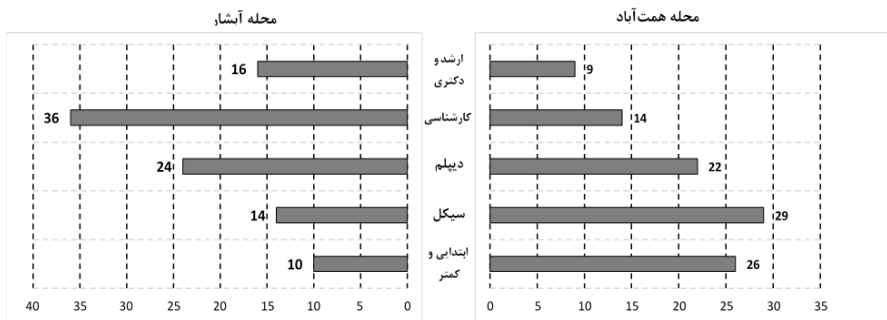 محله همت‌آباد
محله آبشار
ارشد و
دکتری
کارشناسی
دیپلم
سیکل
ابتدایی و
کمتر
16
36
24
14
10
9
14
22
29
26
40 35 30 25 20 15 10 5 0
0 5 10 15 20 25 30 35